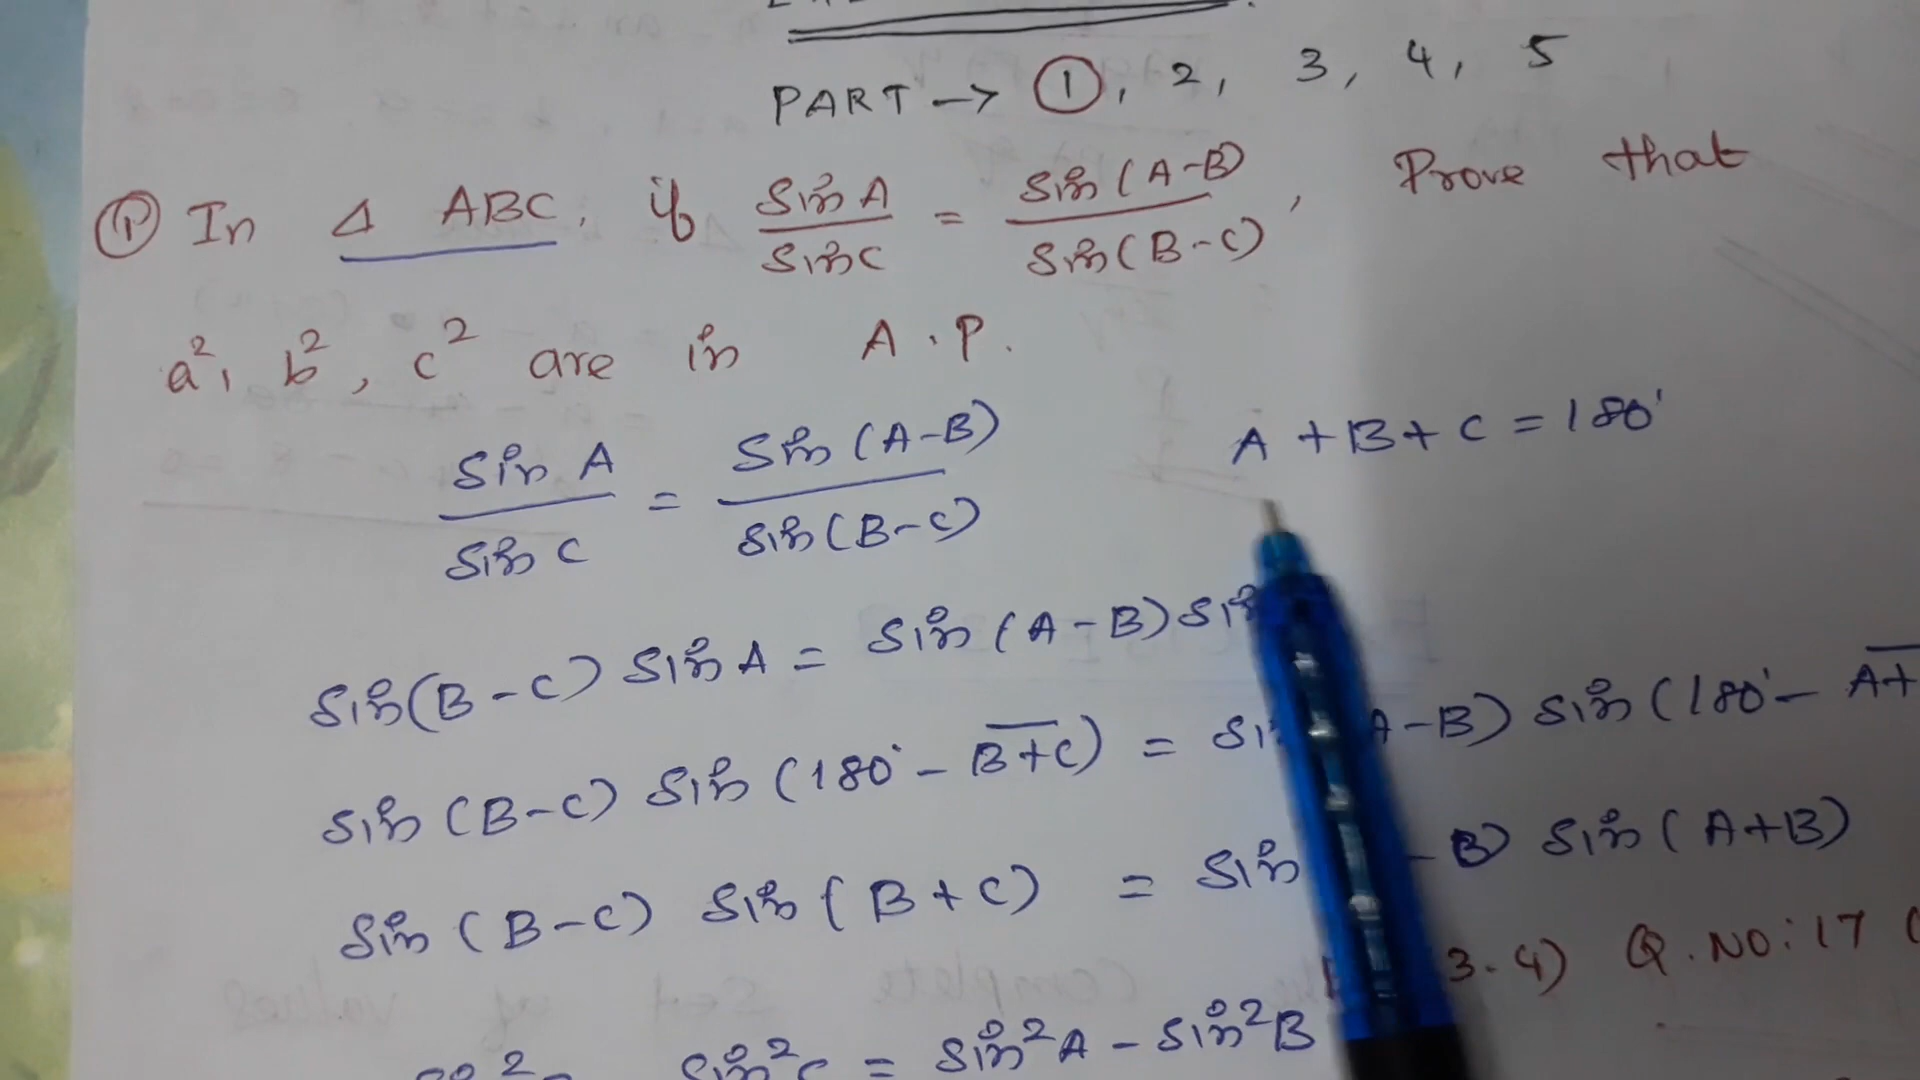 PART → ①, 2, 3, 4, 5
① In Δ ABC, if sin A / sin C = sin (A-B) / sin (B-C), Prove that
a², b², c² are in A.P.
sin A / sin C = sin (A-B) / sin (B-C)
A + B + C = 180°
sin (B-C) sin A = sin (A-B)
sin (B-C) sin (180° - B+C) = A-B) sin (180° - A+
sin (B-C) sin (B+C) = sin - B) sin (A+B)
3.4) Q.NO: 17
sin²C = sin²A - sin²B